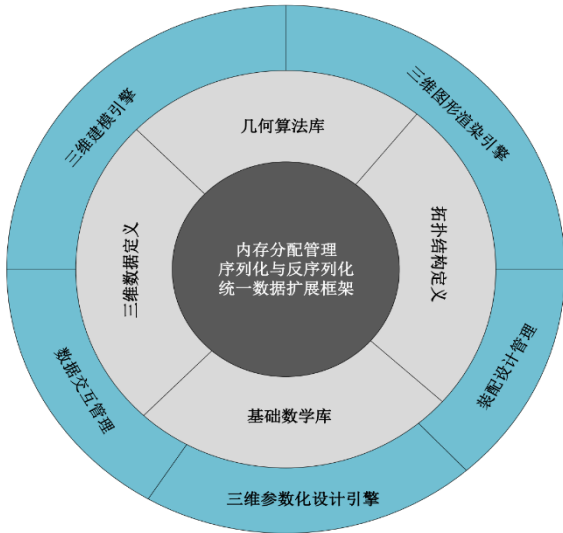 三维建模引擎
三维图形渲染引擎
几何算法库
三维数据定义
内存分配管理
序列化与反序列化
统一数据扩展框架
拓扑结构定义
数据交互管理
基础数学库
装配设计管理
三维参数化设计引擎